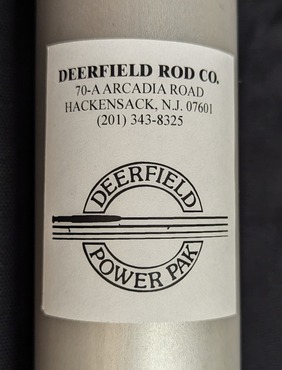 DEERFIELD ROD CO.
70-A ARCADIA ROAD
HACKENSACK, N.J. 07601
(201) 343-8325
DEERFIELD
POWER PAK